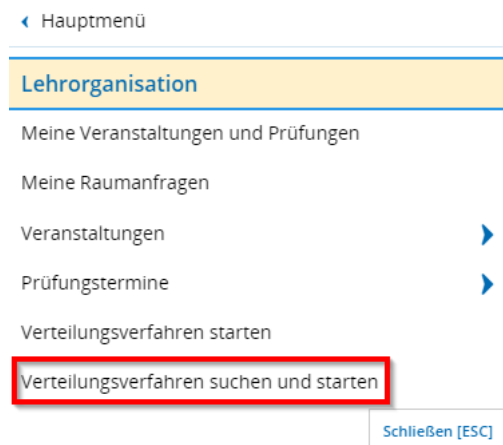 Hauptmenü
Lehrorganisation
Meine Veranstaltungen und Prüfungen
Meine Raumanfragen
Veranstaltungen
Prüfungstermine
Verteilungsverfahren starten
Verteilungsverfahren suchen und starten
Schließen [ESC]